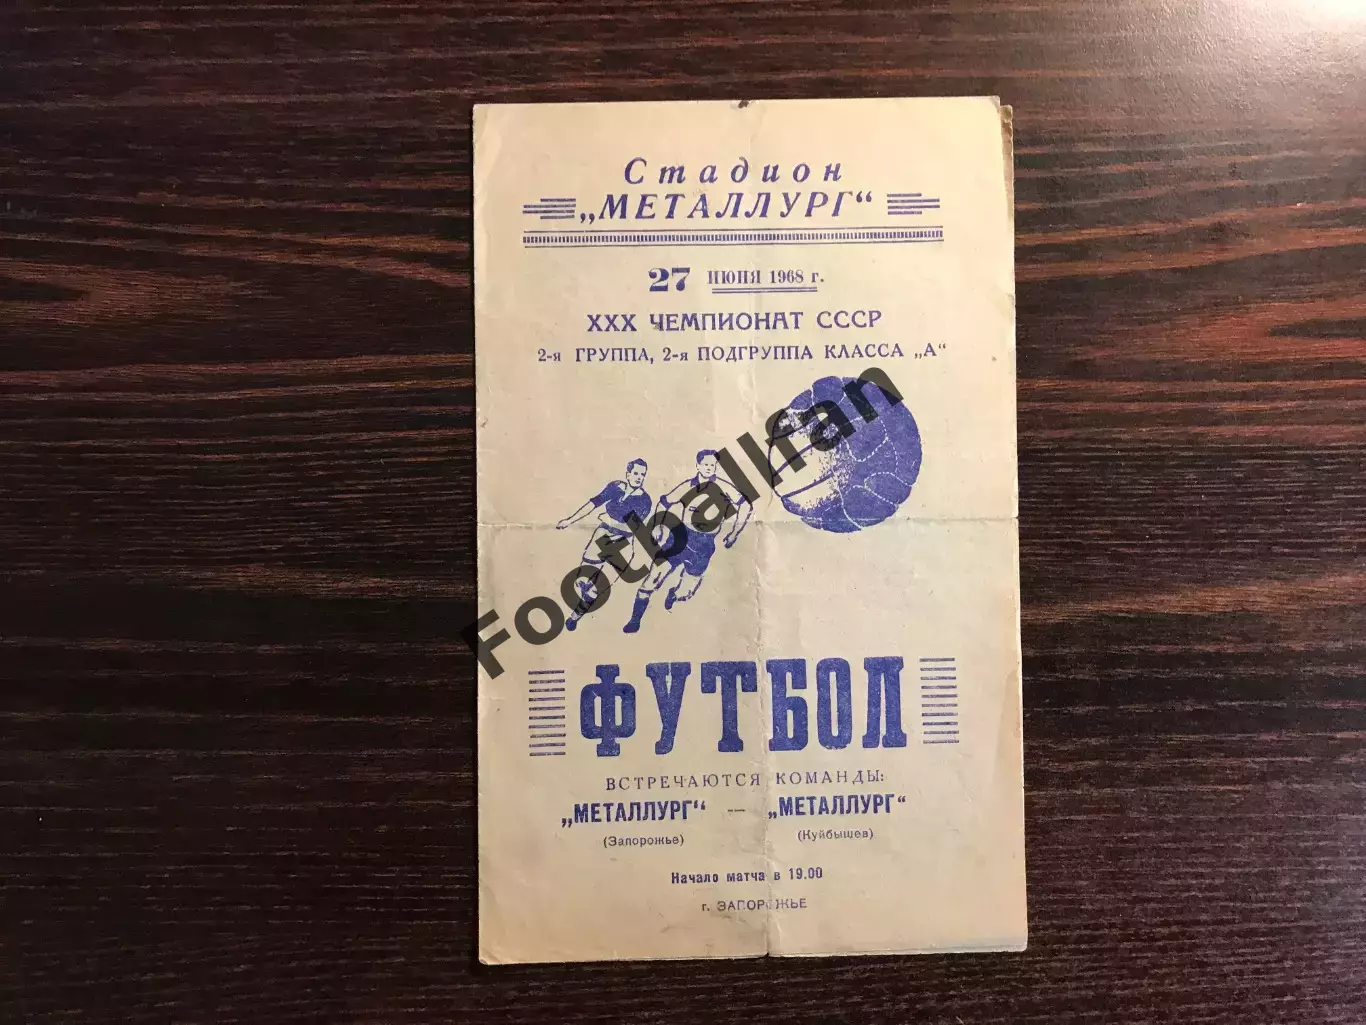 Стадион
„МЕТАЛЛУРГ“
27 ИЮНЯ 1968 г.
XXX ЧЕМПИОНАТ СССР
2-я ГРУППА, 2-я ПОДГРУППА КЛАССА „А“
Footballfan
ФУТБОЛ
ВСТРЕЧАЮТСЯ КОМАНДЫ:
„МЕТАЛЛУРГ“ — „МЕТАЛЛУРГ“
(Запорожье) (Куйбышев)
Начало матча в 19.00
г. ЗАПОРОЖЬЕ